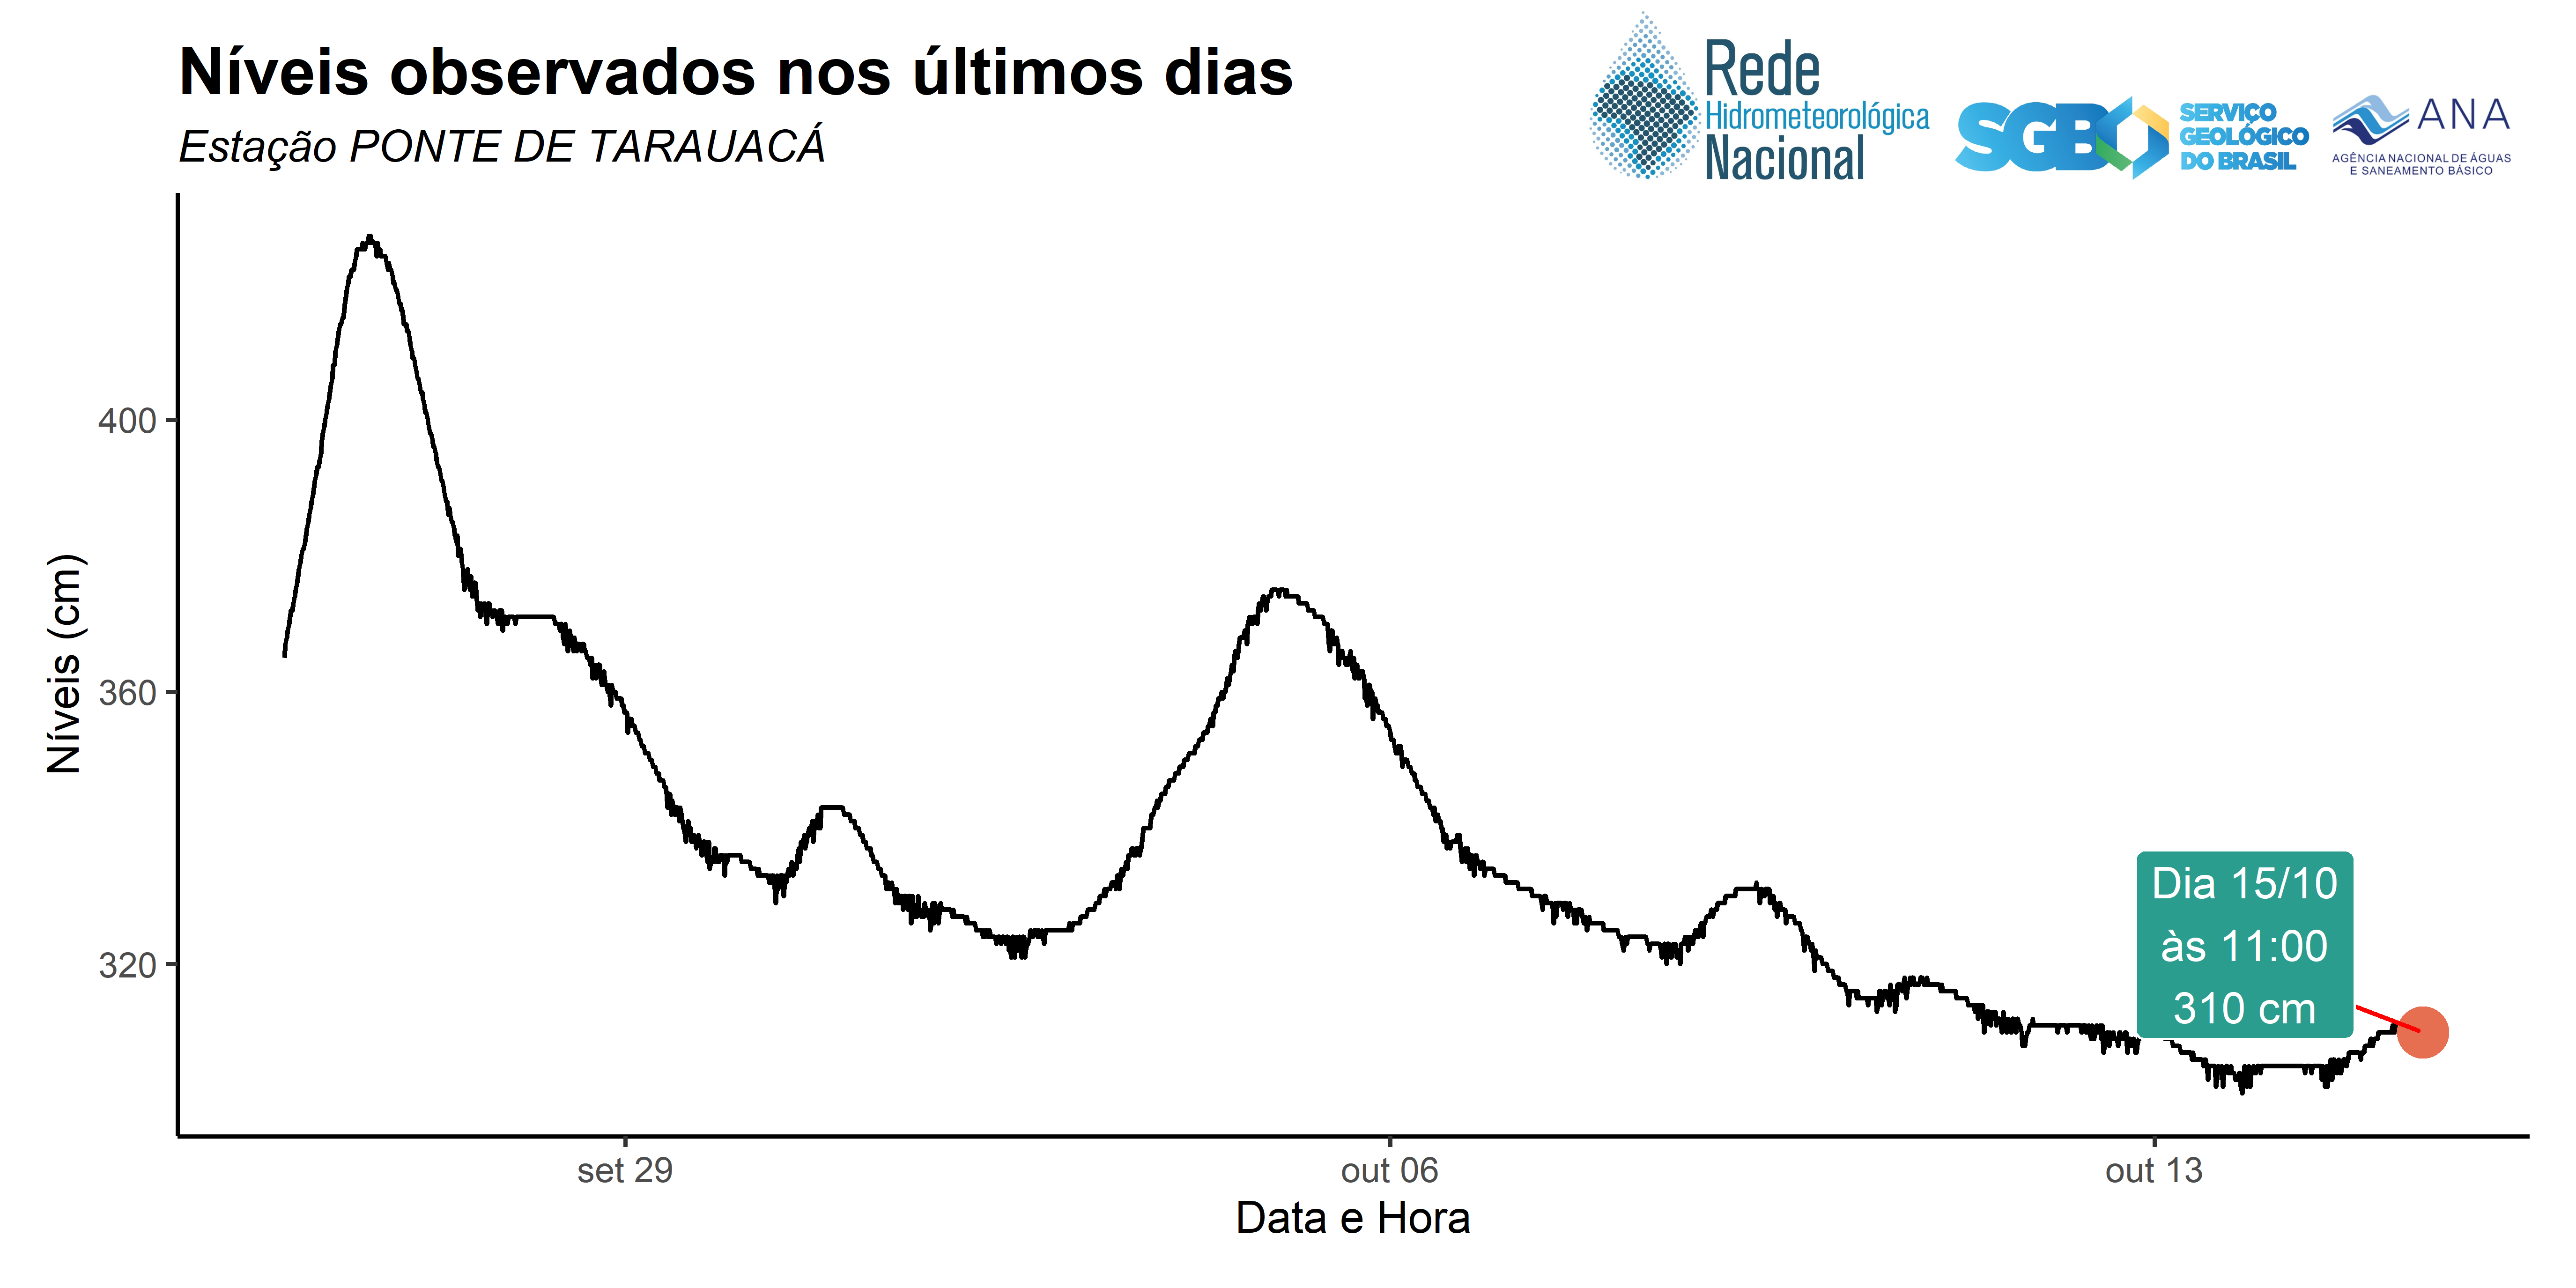 Níveis observados nos últimos dias
Estação PONTE DE TARAUACÁ
Rede
Hidrometeorológica
Nacional
SGB
SERVIÇO
GEOLÓGICO
DO BRASIL
ANA
AGÊNCIA NACIONAL DE ÁGUAS
E SANEAMENTO BÁSICO
Níveis (cm)
400
360
320
Dia 15/10
às 11:00
310 cm
set 29
out 06
out 13
Data e Hora